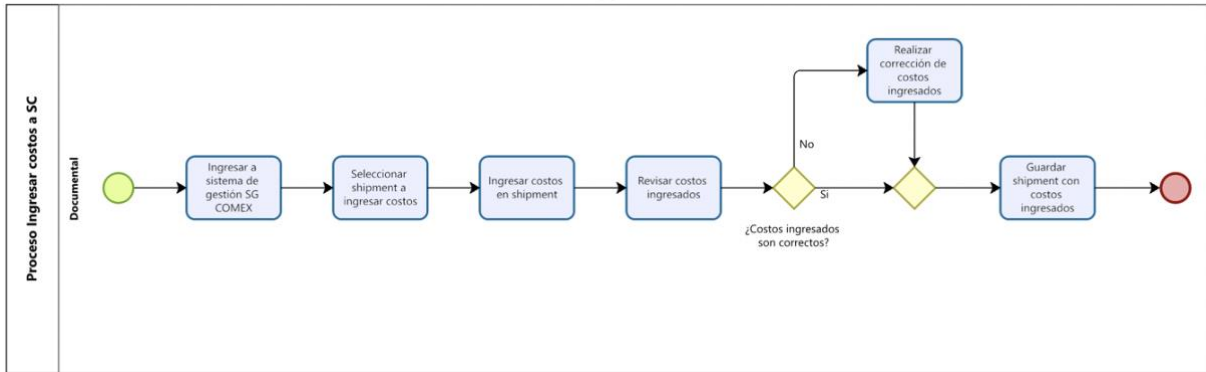 Proceso Ingresar costos a SC
Documental
Ingresar a
sistema de
gestión SG
COMEX
Seleccionar
shipment a
ingresar costos
Ingresar costos
en shipment
Revisar costos
ingresados
¿Costos ingresados
son correctos?
No
Si
Realizar
corrección de
costos
ingresados
Guardar
shipment con
costos
ingresados